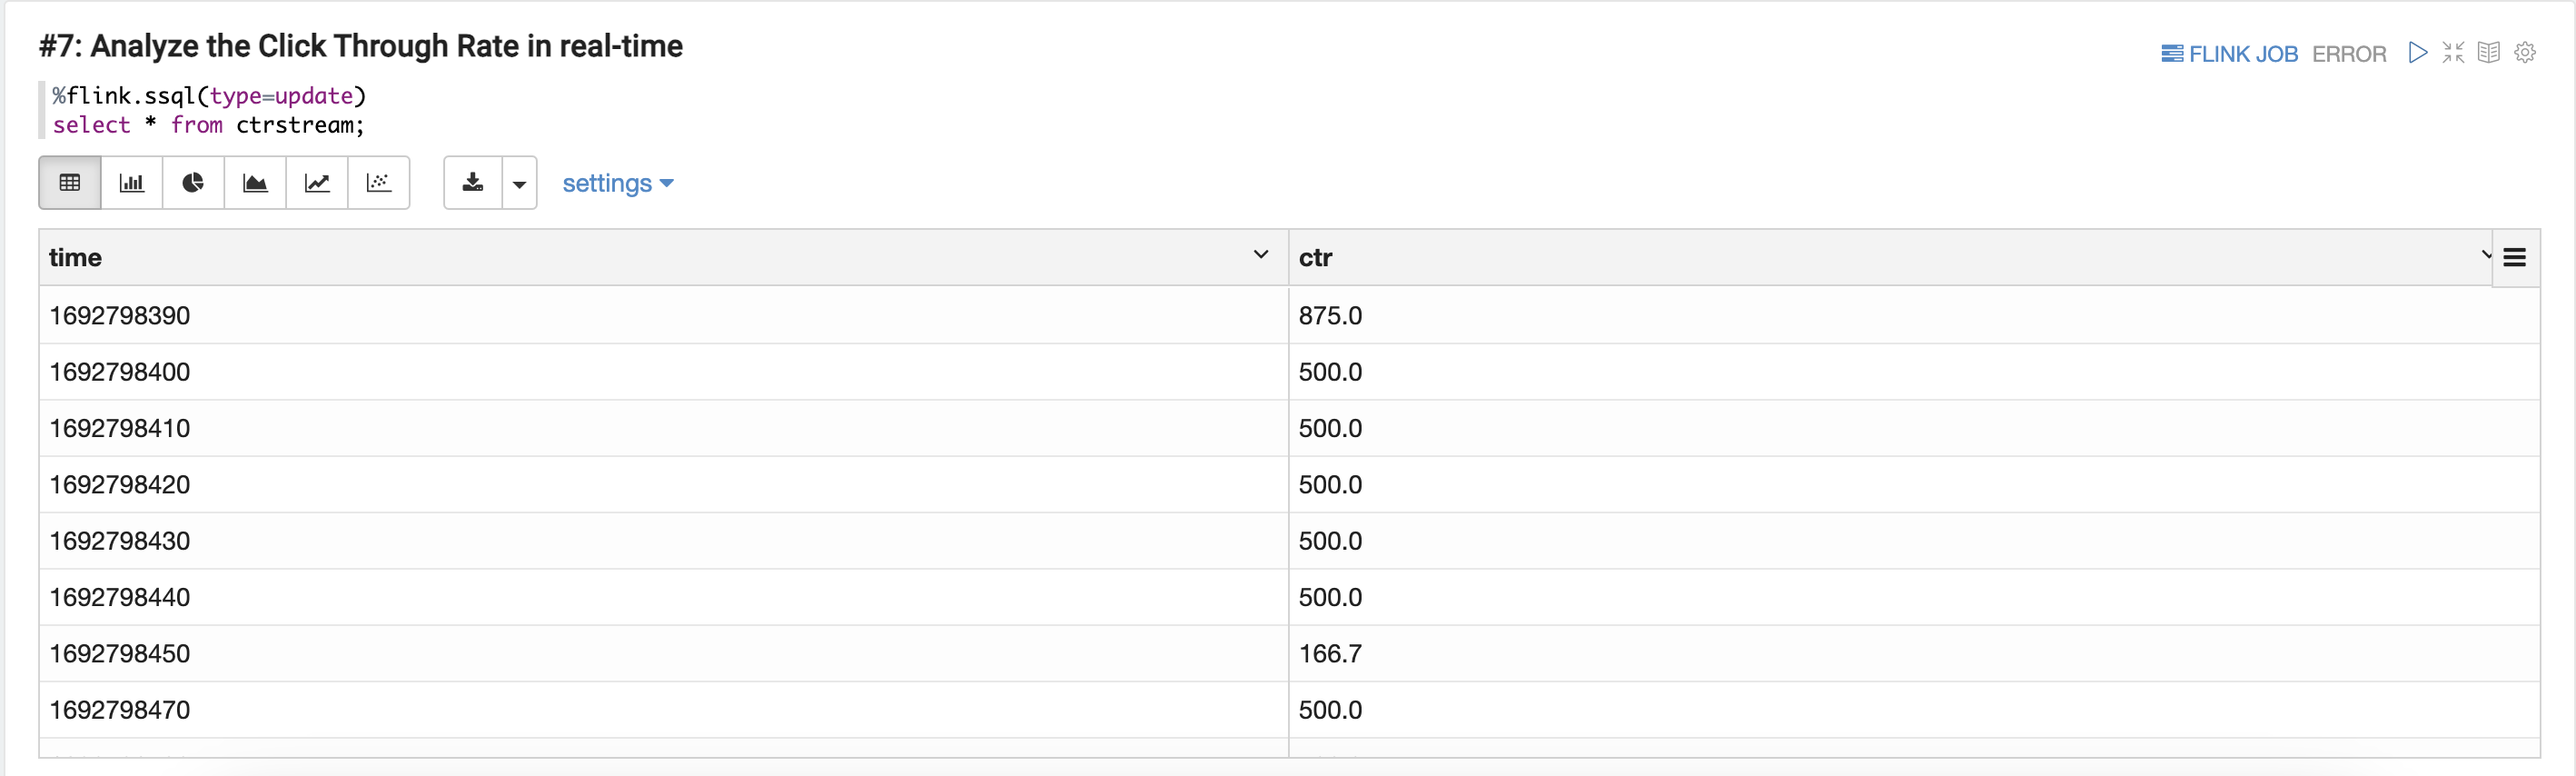 #7: Analyze the Click Through Rate in real-time
FLINK JOB ERROR
%flink.ssql(type=update)
select * from ctrstream;
settings
time ctr
1692798390 875.0
1692798400 500.0
1692798410 500.0
1692798420 500.0
1692798430 500.0
1692798440 500.0
1692798450 166.7
1692798470 500.0